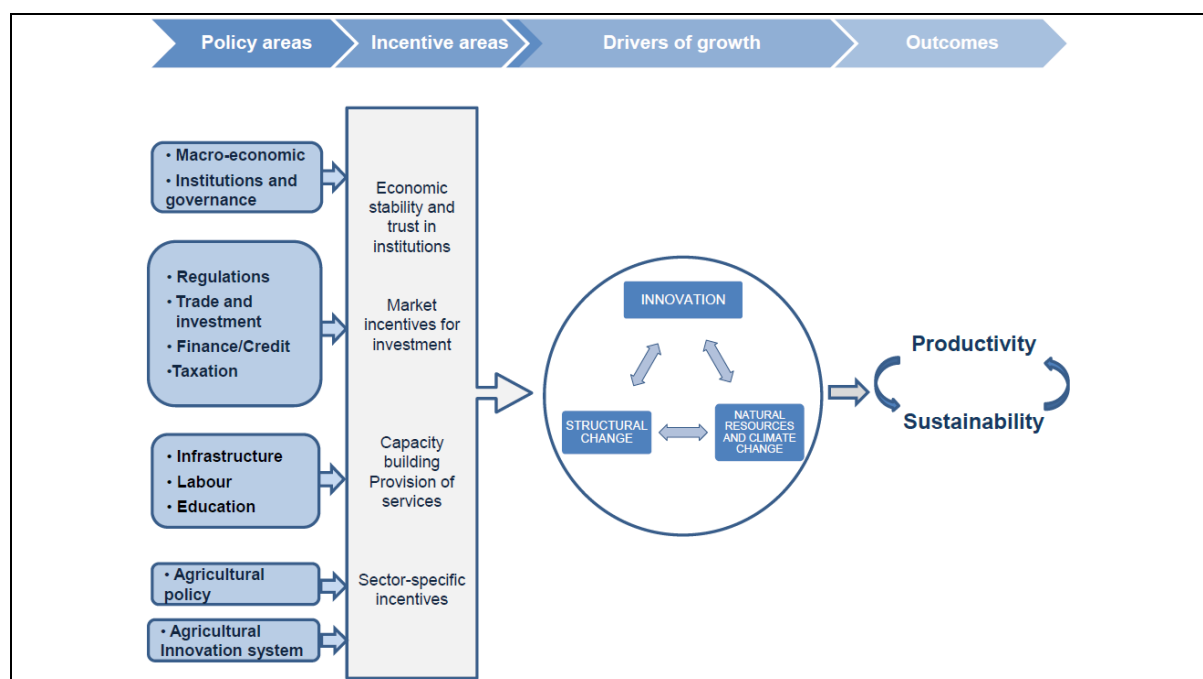 Policy areas
Incentive areas
Drivers of growth
Outcomes
• Macro-economic
• Institutions and
governance
• Regulations
• Trade and
investment
• Finance/Credit
•Taxation
• Infrastructure
• Labour
• Education
• Agricultural
policy
• Agricultural
Innovation system
Economic
stability and
trust in
institutions
Market
incentives for
investment
Capacity
building
Provision of
services
Sector-specific
incentives
INNOVATION
STRUCTURAL
CHANGE
NATURAL
RESOURCES
AND CLIMATE
CHANGE
Productivity
Sustainability